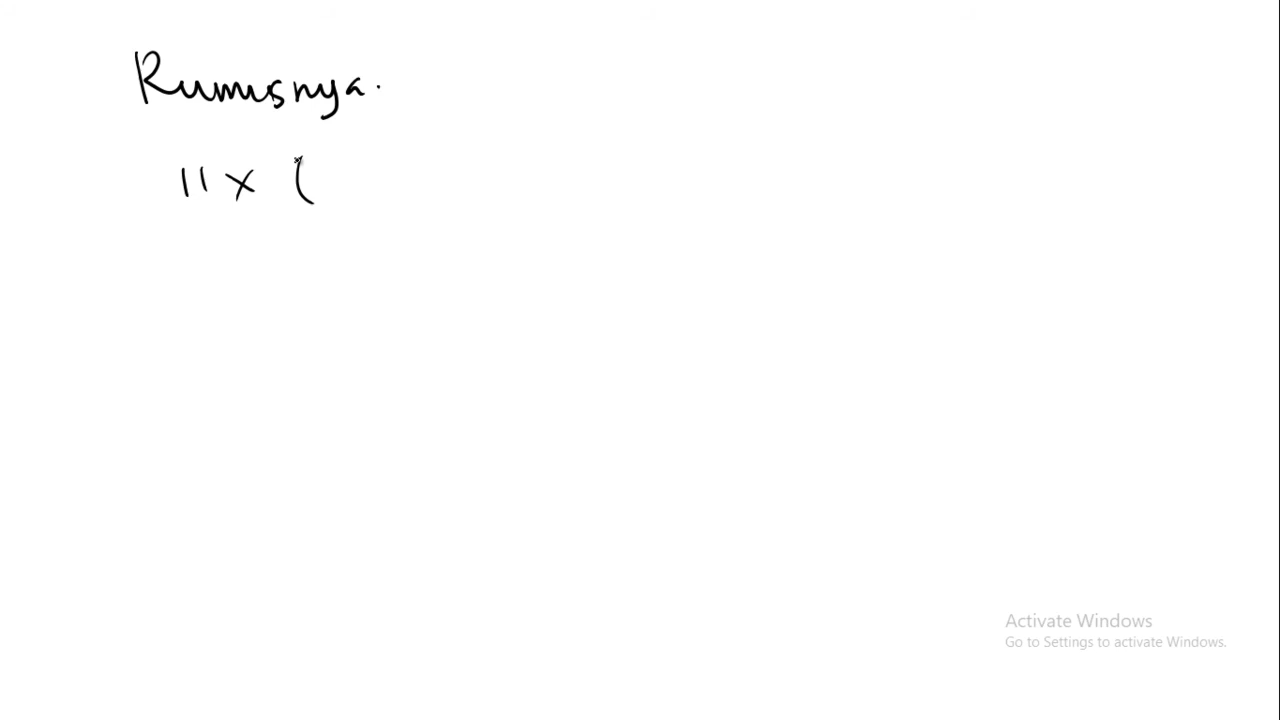 Rumusnya.
11 x (
Activate Windows
Go to Settings to activate Windows.